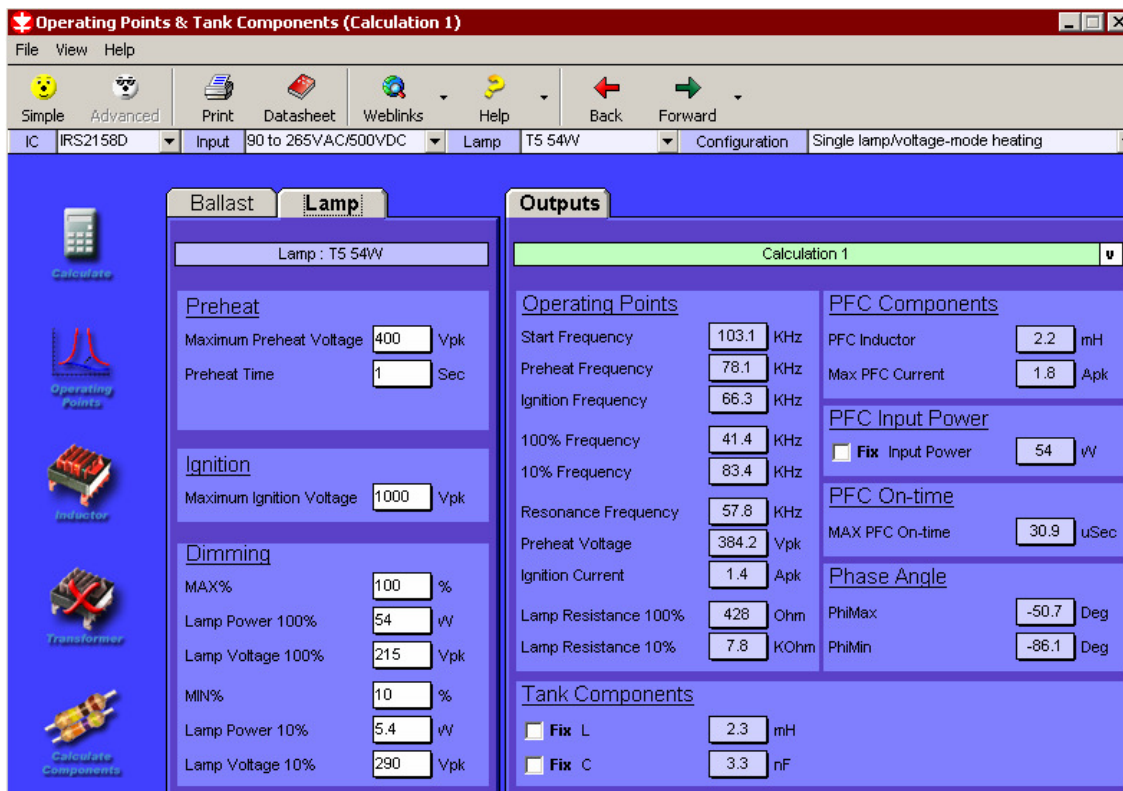 Operating Points & Tank Components (Calculation 1)
File View Help
Simple Advanced Print Datasheet Weblinks Help Back Forward
IC IRS2158D Input 90 to 265VAC/500VDC Lamp T5 54W Configuration Single lamp/voltage-mode heating
Calculate
Operating
Points
Inductor
Transformer
Calculate
Components
Ballast Lamp
Lamp : T5 54W
Preheat
Maximum Preheat Voltage 400 Vpk
Preheat Time 1 Sec
Ignition
Maximum Ignition Voltage 1000 Vpk
Dimming
MAX% 100 %
Lamp Power 100% 54 W
Lamp Voltage 100% 215 Vpk
MIN% 10 %
Lamp Power 10% 5.4 W
Lamp Voltage 10% 290 Vpk
Outputs
Calculation 1 v
Operating Points
Start Frequency 103.1 KHz
Preheat Frequency 78.1 KHz
Ignition Frequency 66.3 KHz
100% Frequency 41.4 KHz
10% Frequency 83.4 KHz
Resonance Frequency 57.8 KHz
Preheat Voltage 384.2 Vpk
Ignition Current 1.4 Apk
Lamp Resistance 100% 428 Ohm
Lamp Resistance 10% 7.8 KOhm
PFC Components
PFC Inductor 2.2 mH
Max PFC Current 1.8 Apk
PFC Input Power
Fix Input Power 54 W
PFC On-time
MAX PFC On-time 30.9 uSec
Phase Angle
PhiMax -50.7 Deg
PhiMin -86.1 Deg
Tank Components
Fix L 2.3 mH
Fix C 3.3 nF